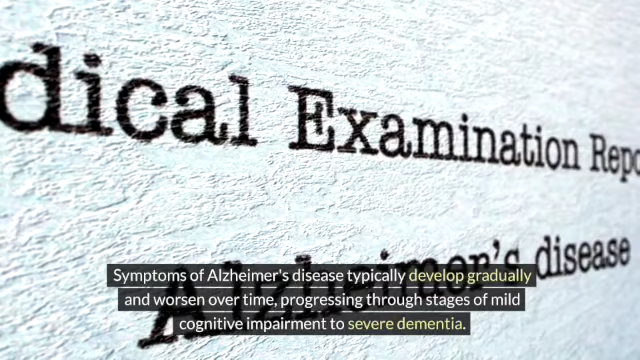 dical Examination Repo
Alzheimer's disease
Symptoms of Alzheimer's disease typically develop gradually
and worsen over time, progressing through stages of mild
cognitive impairment to severe dementia.